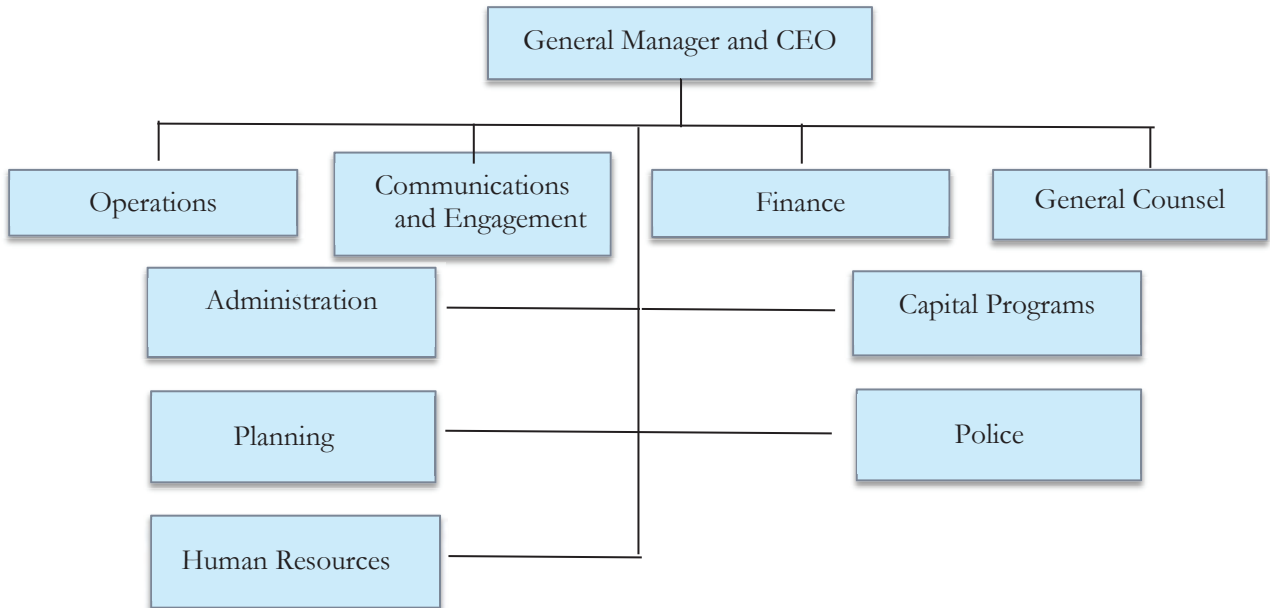 General Manager and CEO
Operations
Communications
and Engagement
Finance
General Counsel
Administration
Capital Programs
Planning
Police
Human Resources